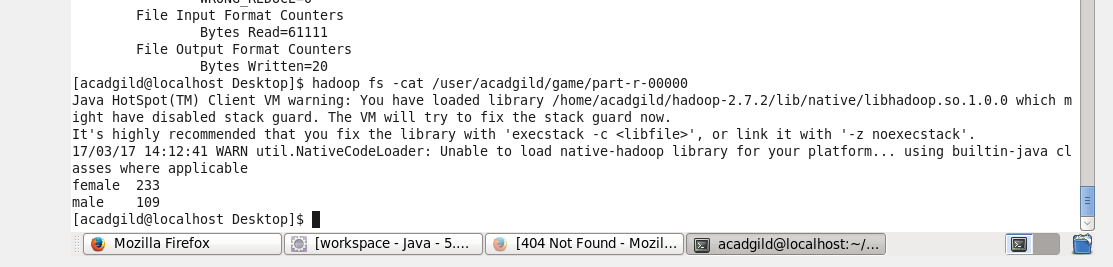 WRONG_REDUCE=0
File Input Format Counters
Bytes Read=61111
File Output Format Counters
Bytes Written=20
[acadgild@localhost Desktop]$ hadoop fs -cat /user/acadgild/game/part-r-00000
Java HotSpot(TM) Client VM warning: You have loaded library /home/acadgild/hadoop-2.7.2/lib/native/libhadoop.so.1.0.0 which m
ight have disabled stack guard. The VM will try to fix the stack guard now.
It's highly recommended that you fix the library with 'execstack -c <libfile>', or link it with '-z noexecstack'.
17/03/17 14:12:41 WARN util.NativeCodeLoader: Unable to load native-hadoop library for your platform... using builtin-java cl
asses where applicable
female 233
male 109
[acadgild@localhost Desktop]$
Mozilla Firefox [workspace - Java - 5.... [404 Not Found - Mozil... acadgild@localhost:~/...